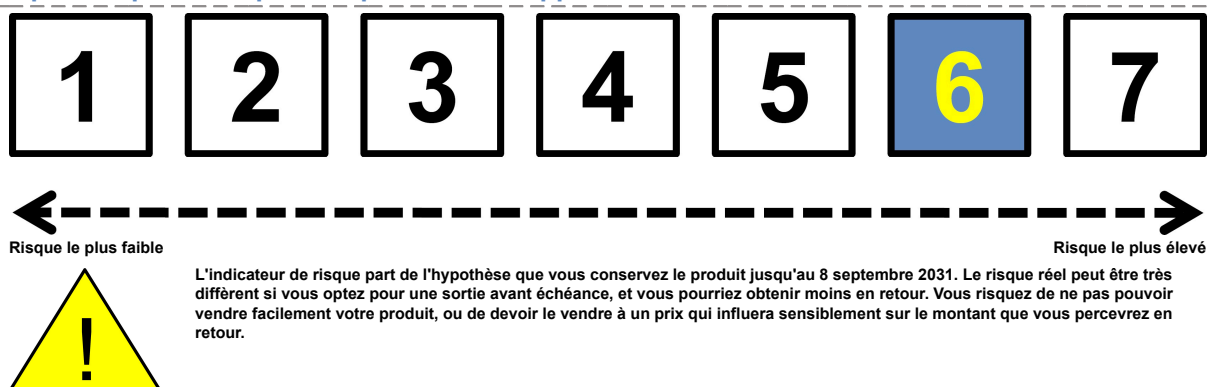 1 2 3 4 5 6 7
Risque le plus faible Risque le plus élevé
L'indicateur de risque part de l'hypothèse que vous conservez le produit jusqu'au 8 septembre 2031. Le risque réel peut être très
diffèrent si vous optez pour une sortie avant échéance, et vous pourriez obtenir moins en retour. Vous risquez de ne pas pouvoir
vendre facilement votre produit, ou de devoir le vendre à un prix qui influera sensiblement sur le montant que vous percevrez en
retour.
!